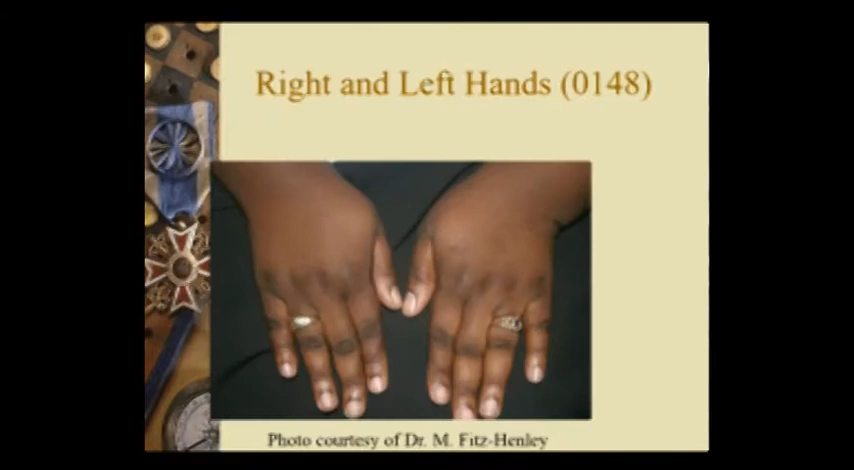 Right and Left Hands (0148)
Photo courtesy of Dr. M. Fitz-Henley